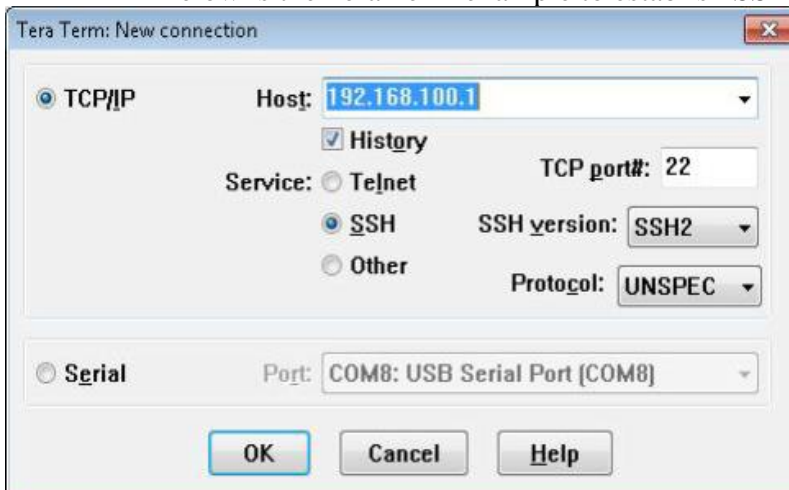 Tera Term: New connection
TCP/IP Host: 192.168.100.1
History
Service: Telnet TCP port#: 22
SSH SSH version: SSH2
Other Protocol: UNSPEC
Serial Port: COM8: USB Serial Port (COM8)
OK Cancel Help